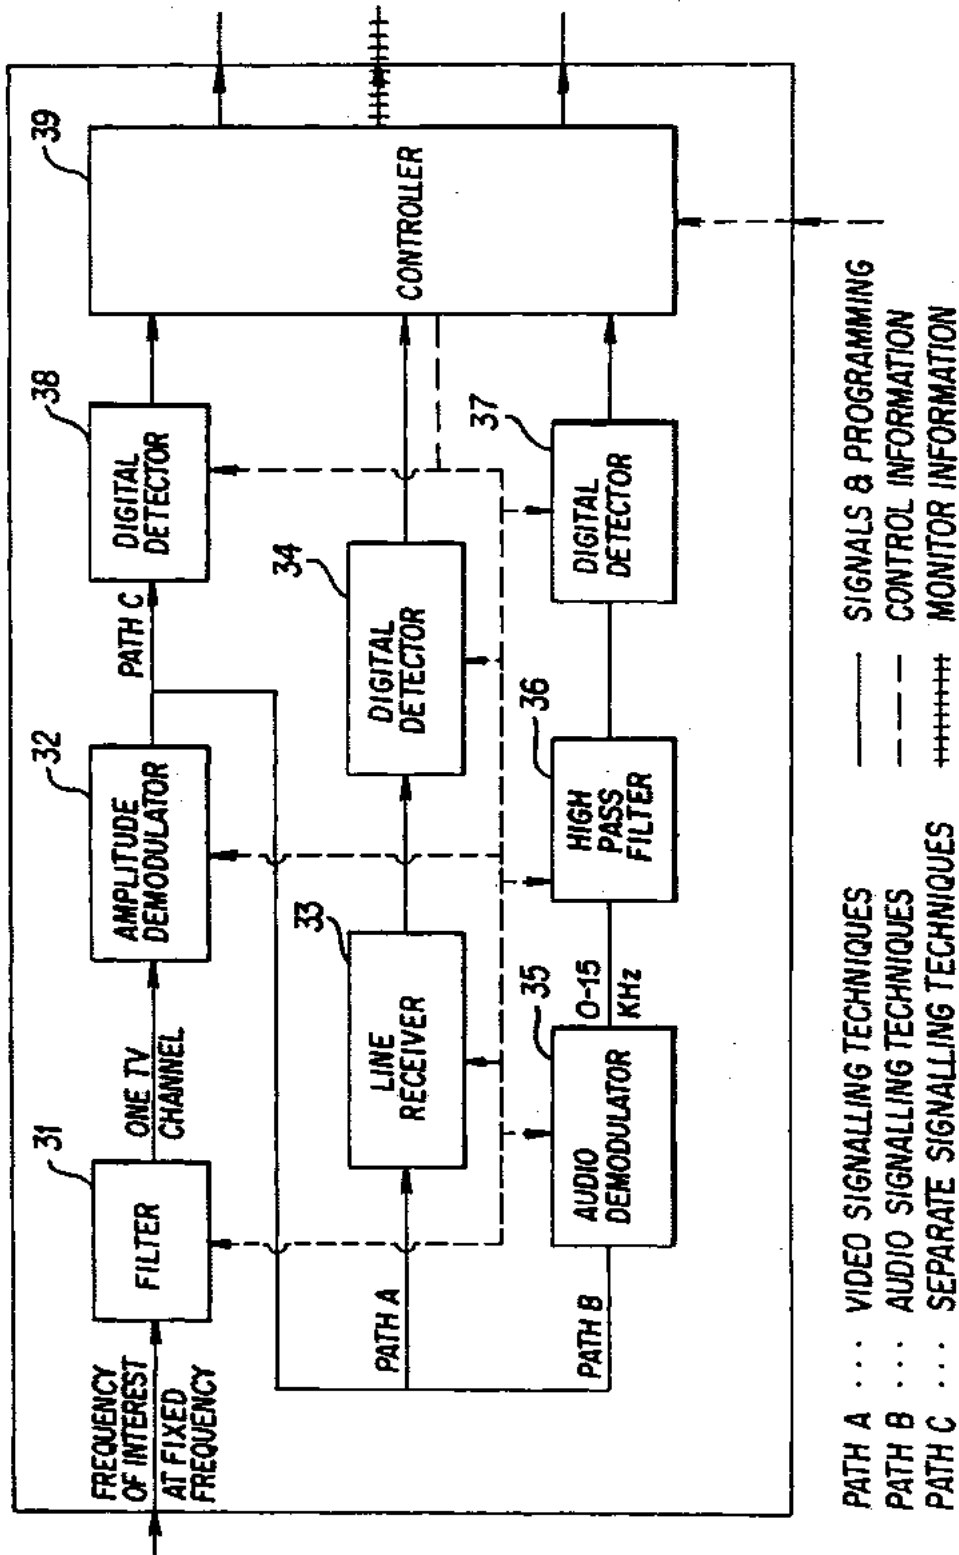 FREQUENCY
OF INTEREST
AT FIXED
FREQUENCY
31
FILTER
ONE TV
CHANNEL
32
AMPLITUDE
DEMODULATOR
PATH C
38
DIGITAL
DETECTOR
39
CONTROLLER
PATH A
33
LINE
RECEIVER
34
DIGITAL
DETECTOR
PATH B
35
AUDIO
DEMODULATOR
0-15
KHz
36
HIGH
PASS
FILTER
37
DIGITAL
DETECTOR
PATH A ... VIDEO SIGNALLING TECHNIQUES
PATH B ... AUDIO SIGNALLING TECHNIQUES
PATH C ... SEPARATE SIGNALLING TECHNIQUES
SIGNALS & PROGRAMMING
CONTROL INFORMATION
MONITOR INFORMATION